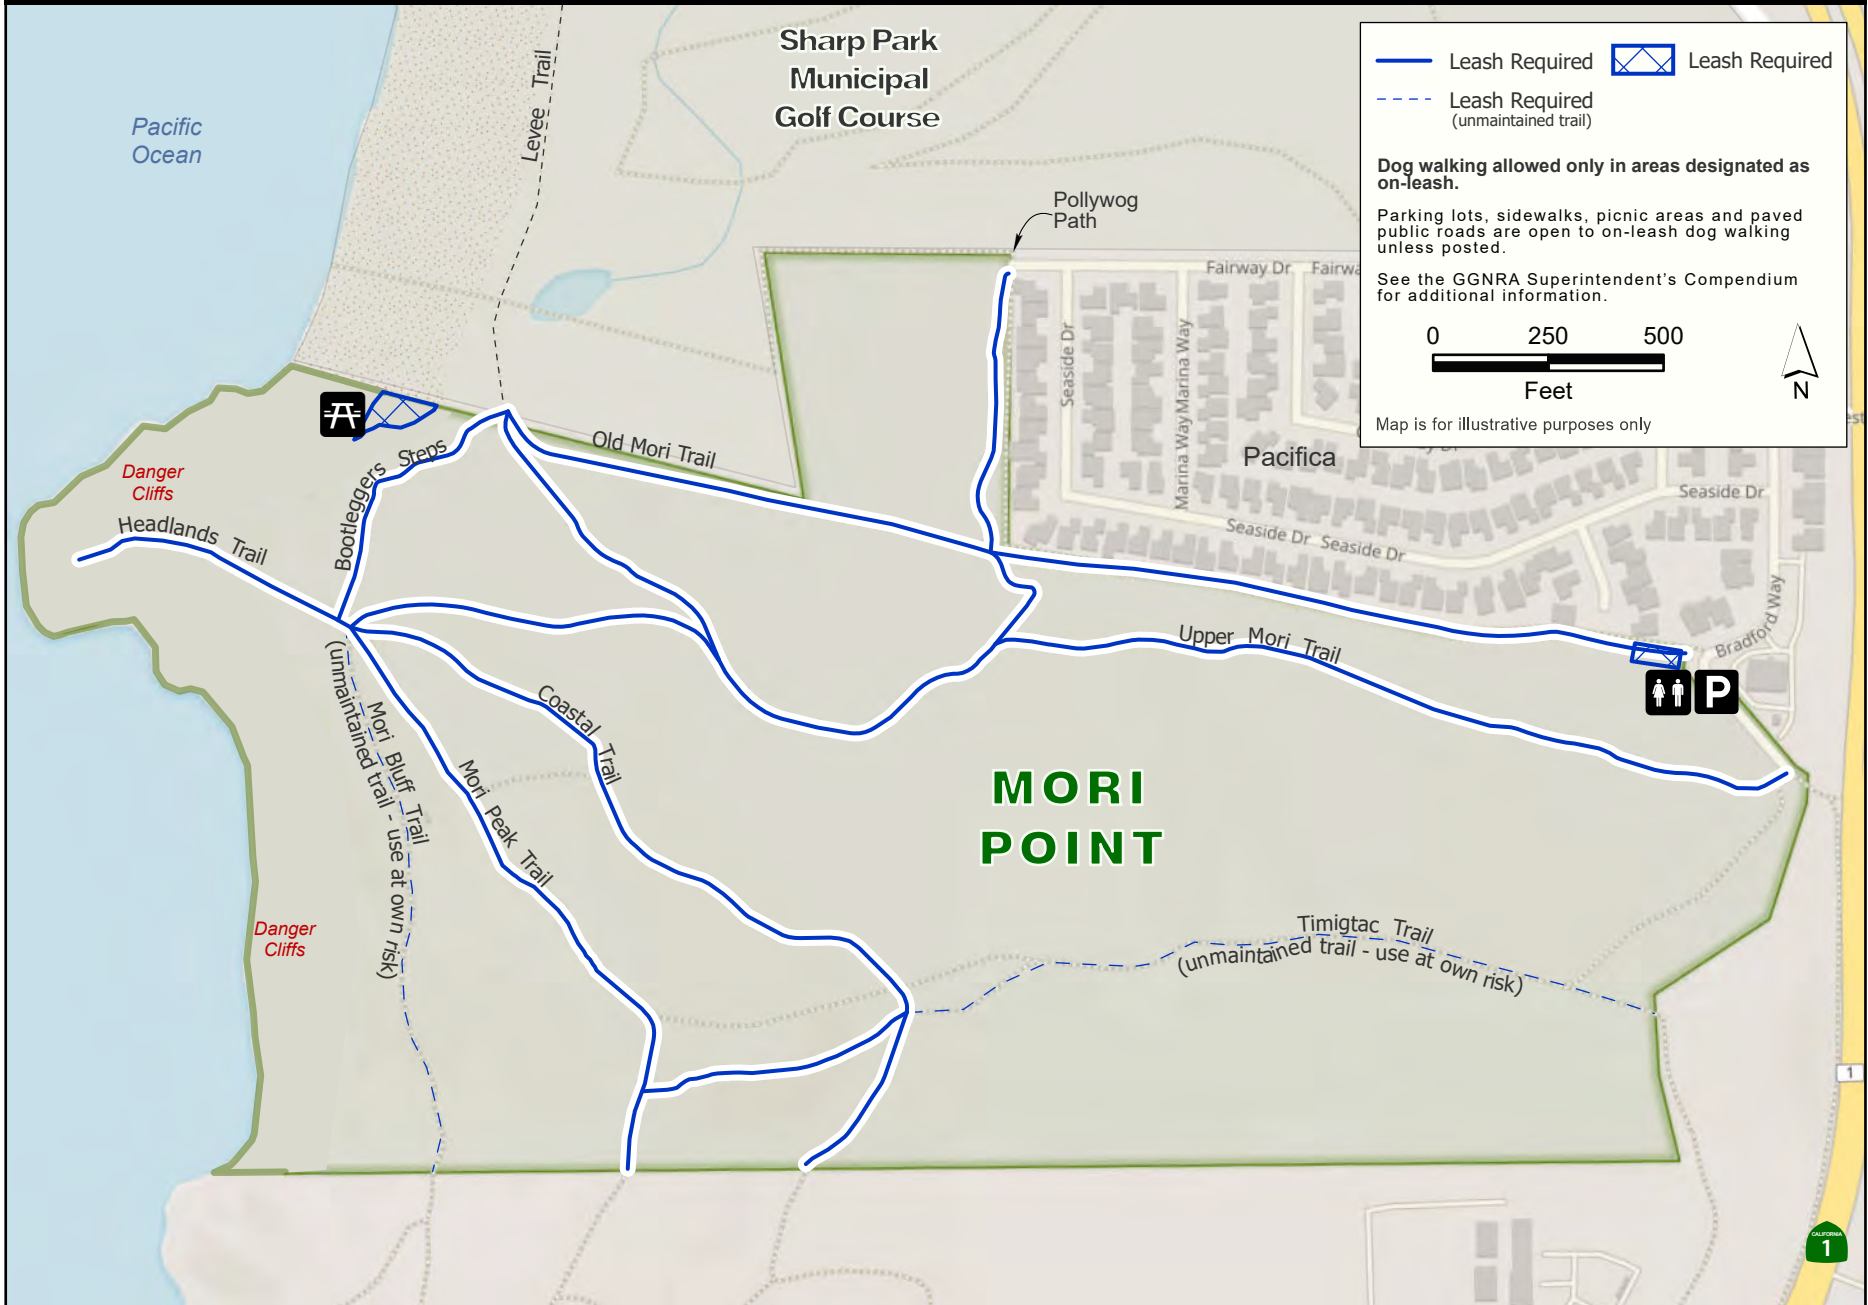 Sharp Park
Municipal
Golf Course
Pacific
Ocean
Levee Trail
Pollywog
Path
Leash Required
Leash Required
Leash Required
(unmaintained trail)
Dog walking allowed only in areas designated as
on-leash.
Parking lots, sidewalks, picnic areas and paved
public roads are open to on-leash dog walking
unless posted.
See the GGNRA Superintendent's Compendium
for additional information.
0 250 500
Feet
N
Map is for illustrative purposes only
Fairway Dr
Seaside Dr
Marina Way
Marina Way
Pacifica
Seaside Dr
Seaside Dr
Seaside Dr
Bradford Way
Old Mori Trail
Bootleggers Steps
Danger
Cliffs
Headlands Trail
Upper Mori Trail
P
Coastal Trail
Mori Bluff Trail
(unmaintained trail - use at own risk)
Mori Peak Trail
MORI
POINT
Danger
Cliffs
Timigtac Trail
(unmaintained trail - use at own risk)
1
CALIFORNIA
1